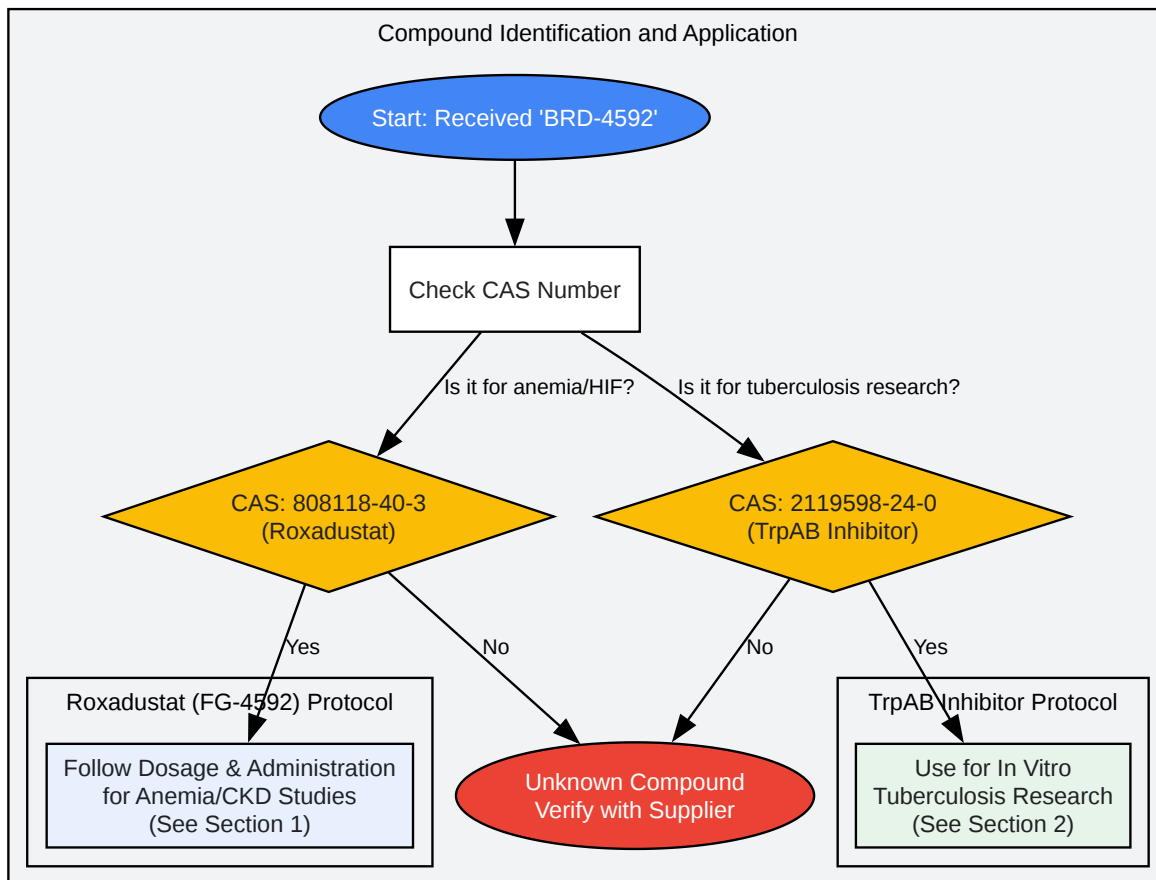 Compound Identification and Application
Start: Received 'BRD-4592'
Check CAS Number
Is it for anemia/HIF?
Is it for tuberculosis research?
CAS: 808118-40-3
(Roxadustat)
CAS: 2119598-24-0
(TrpAB Inhibitor)
Yes
No
No
Yes
Roxadustat (FG-4592) Protocol
Follow Dosage & Administration
for Anemia/CKD Studies
(See Section 1)
Unknown Compound
Verify with Supplier
TrpAB Inhibitor Protocol
Use for In Vitro
Tuberculosis Research
(See Section 2)